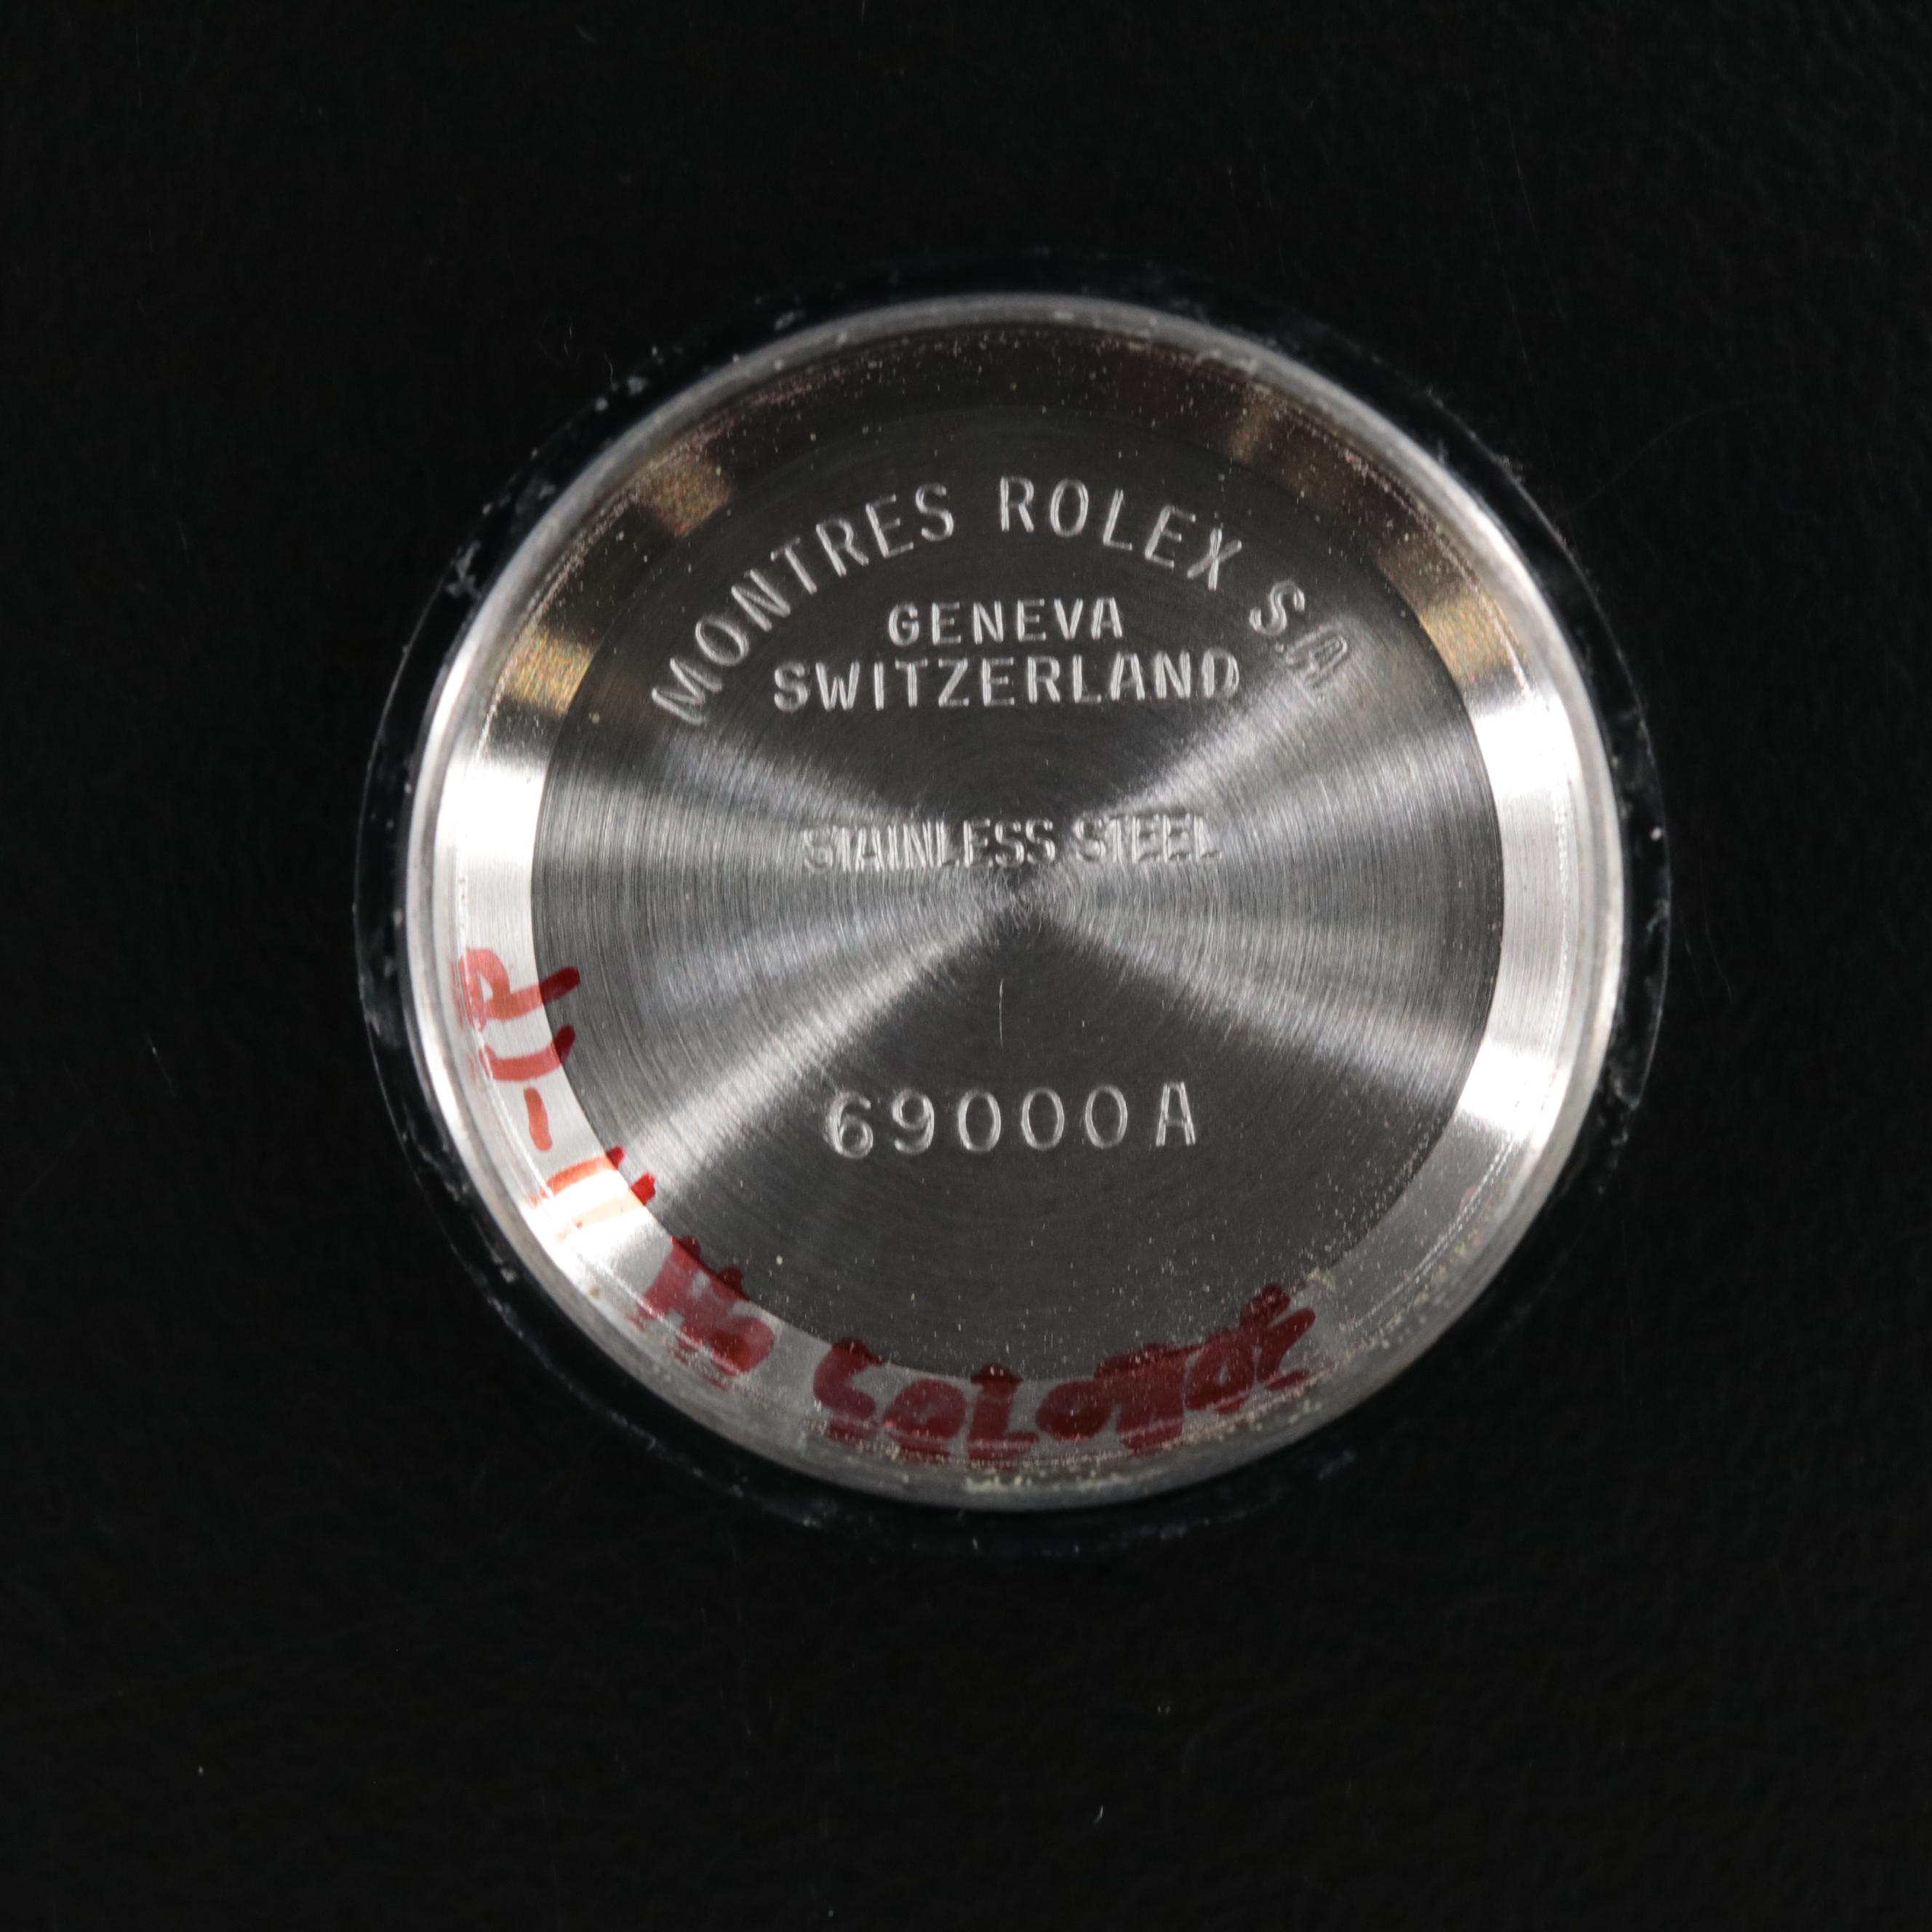 MONTRES ROLEX S.A.
GENEVA
SWITZERLAND
STAINLESS STEEL
69000A